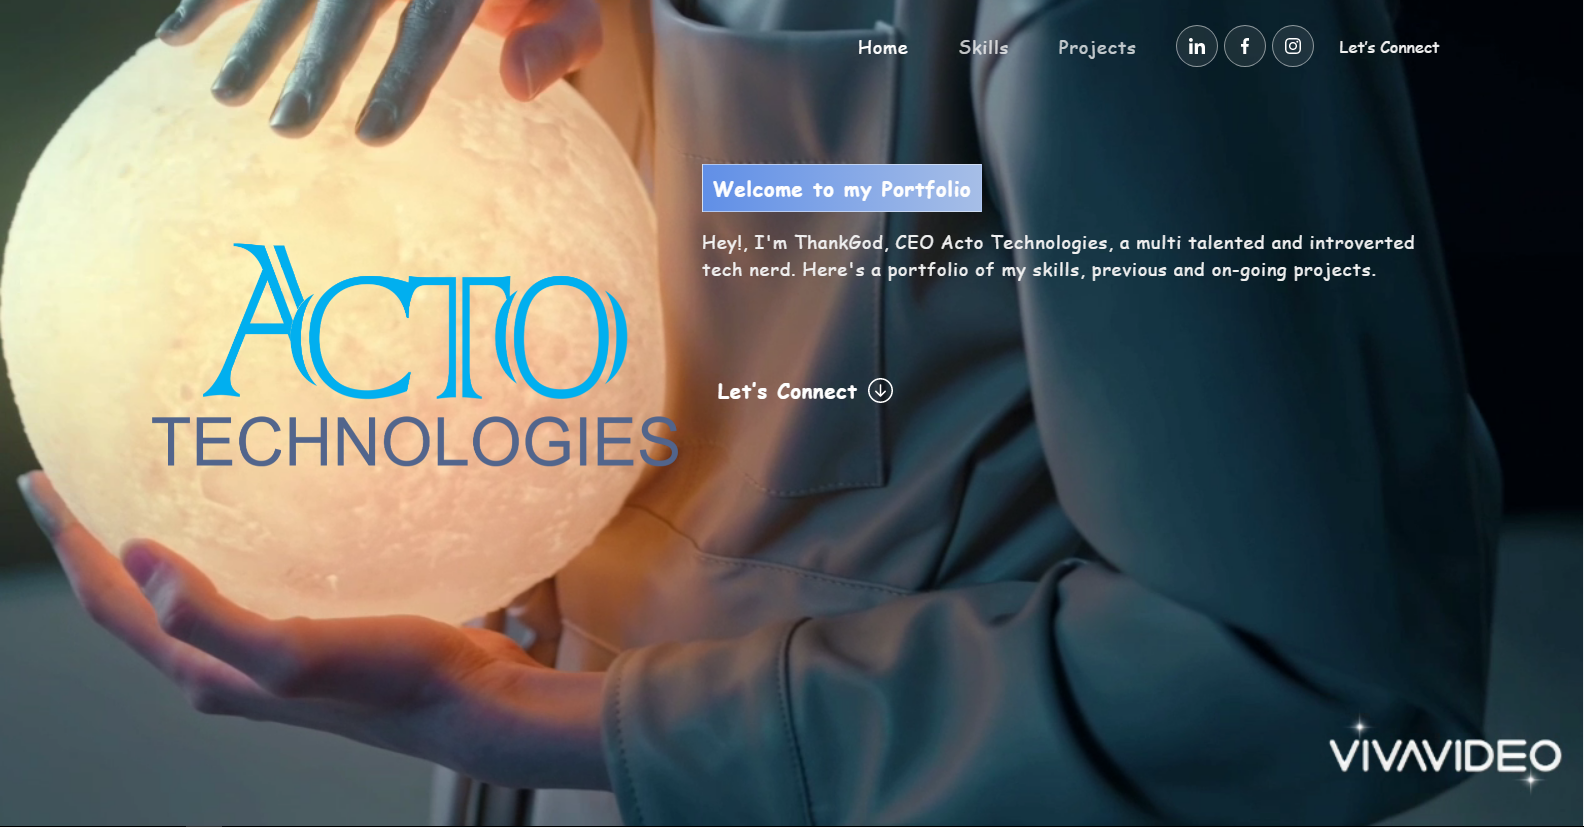 Home Skills Projects Let's Connect
Welcome to my Portfolio
Hey!, I'm ThankGod, CEO Acto Technologies, a multi talented and introverted
tech nerd. Here's a portfolio of my skills, previous and on-going projects.
ACTO
TECHNOLOGIES
Let's Connect
VIVAVIDEO